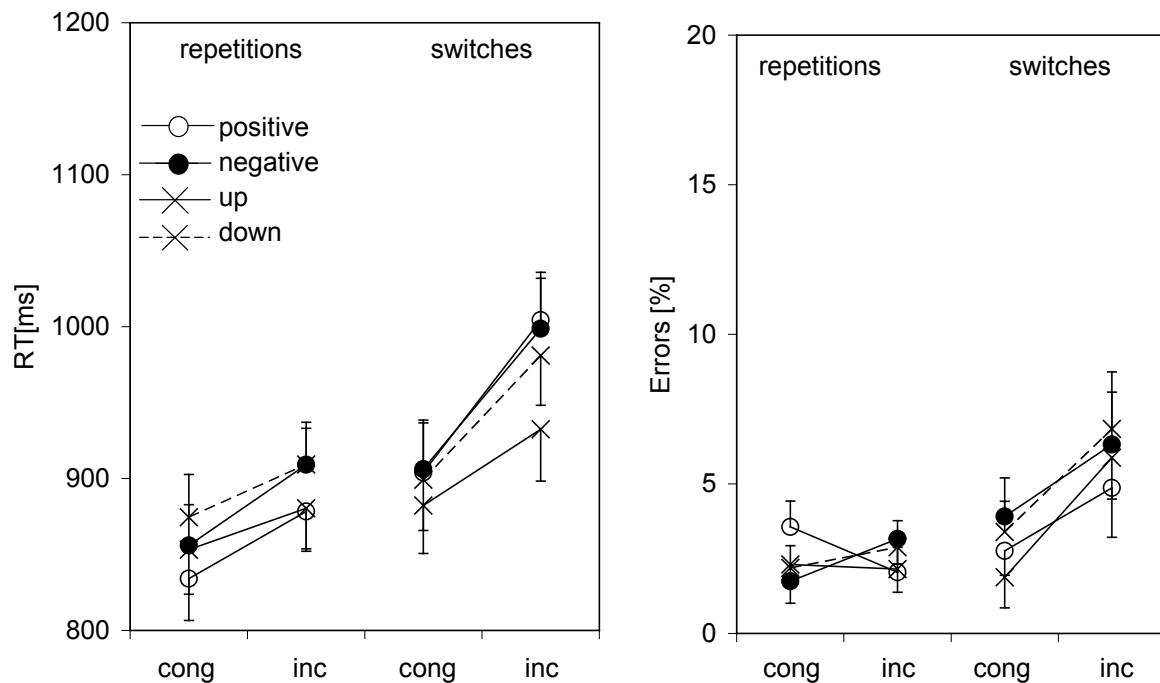 1200
repetitions switches
positive
negative
up
down
1100
1000
900
800
RT[ms]
cong inc cong inc
20
repetitions switches
15
10
5
0
Errors [%]
cong inc cong inc